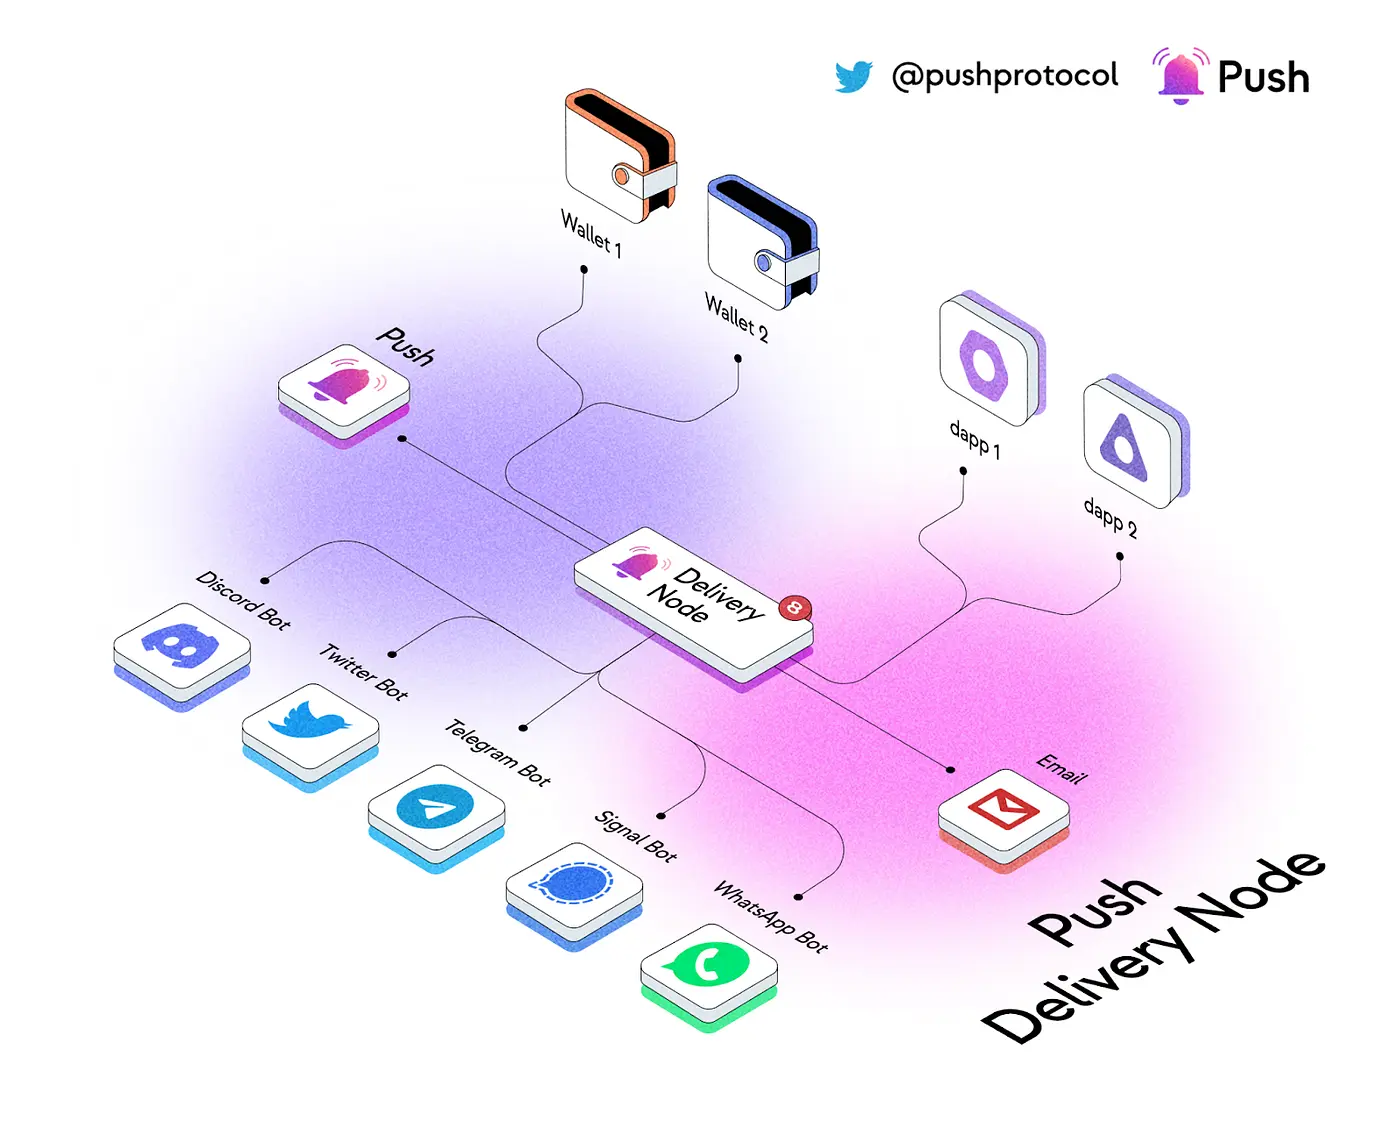 @pushprotocol
Push
Wallet 1
Wallet 2
Push
dapp 1
dapp 2
Delivery
Node
8
Discord Bot
Twitter Bot
Telegram Bot
Signal Bot
WhatsApp Bot
Email
Push
Delivery Node